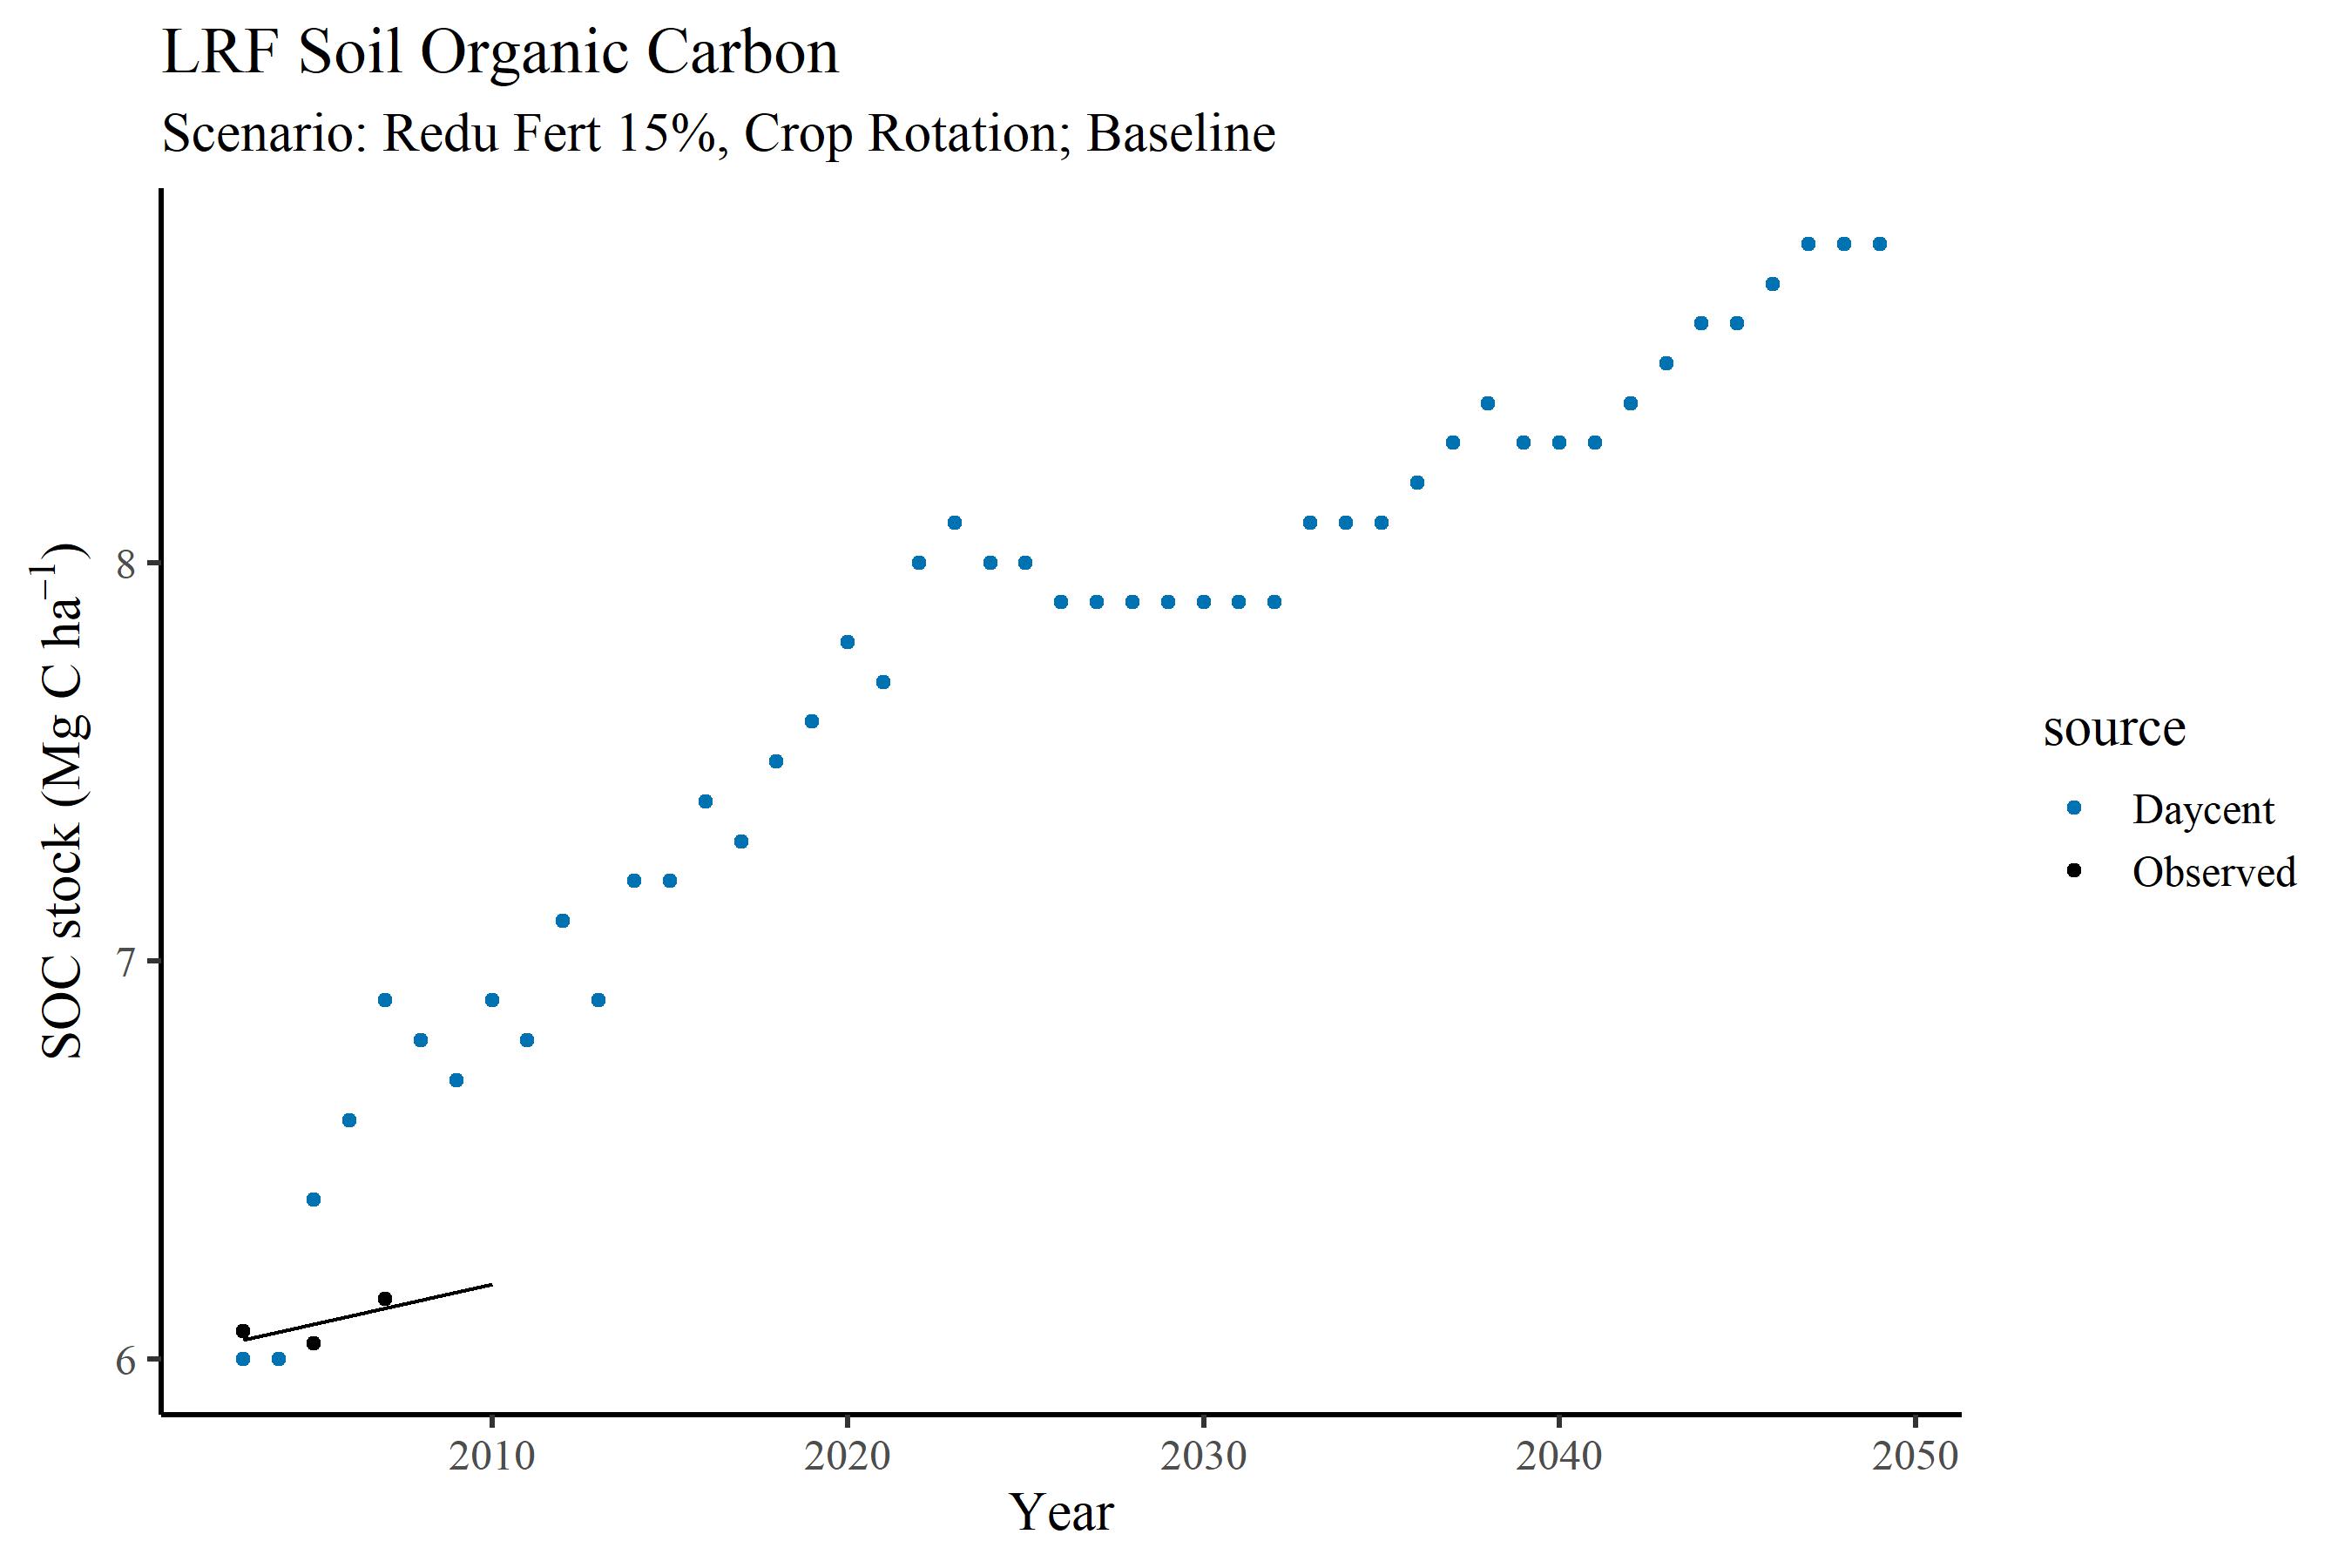 LRF Soil Organic Carbon
Scenario: Redu Fert 15%, Crop Rotation; Baseline
SOC stock (Mg C ha⁻¹)
8
7
6
2010 2020 2030 2040 2050
Year
source
Daycent
Observed